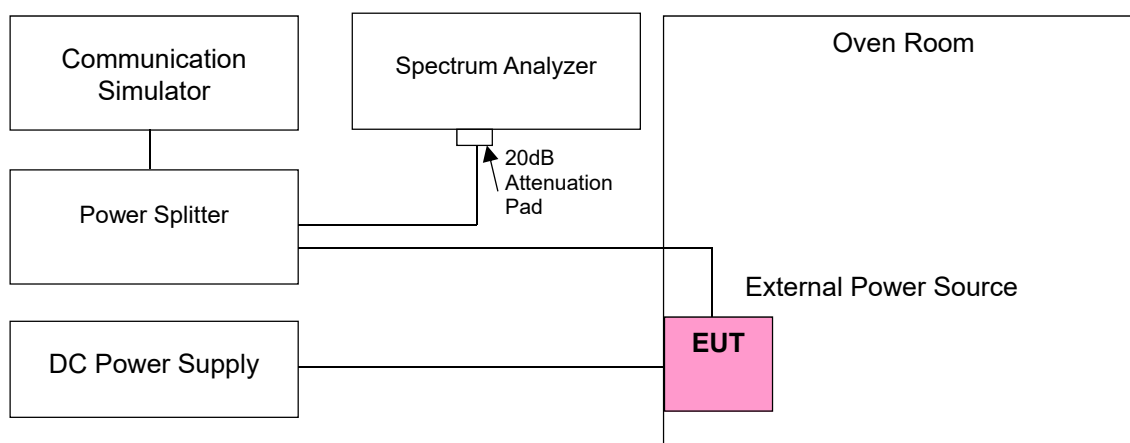 Communication
Simulator
Spectrum Analyzer
Oven Room
20dB
Attenuation
Pad
Power Splitter
External Power Source
EUT
DC Power Supply